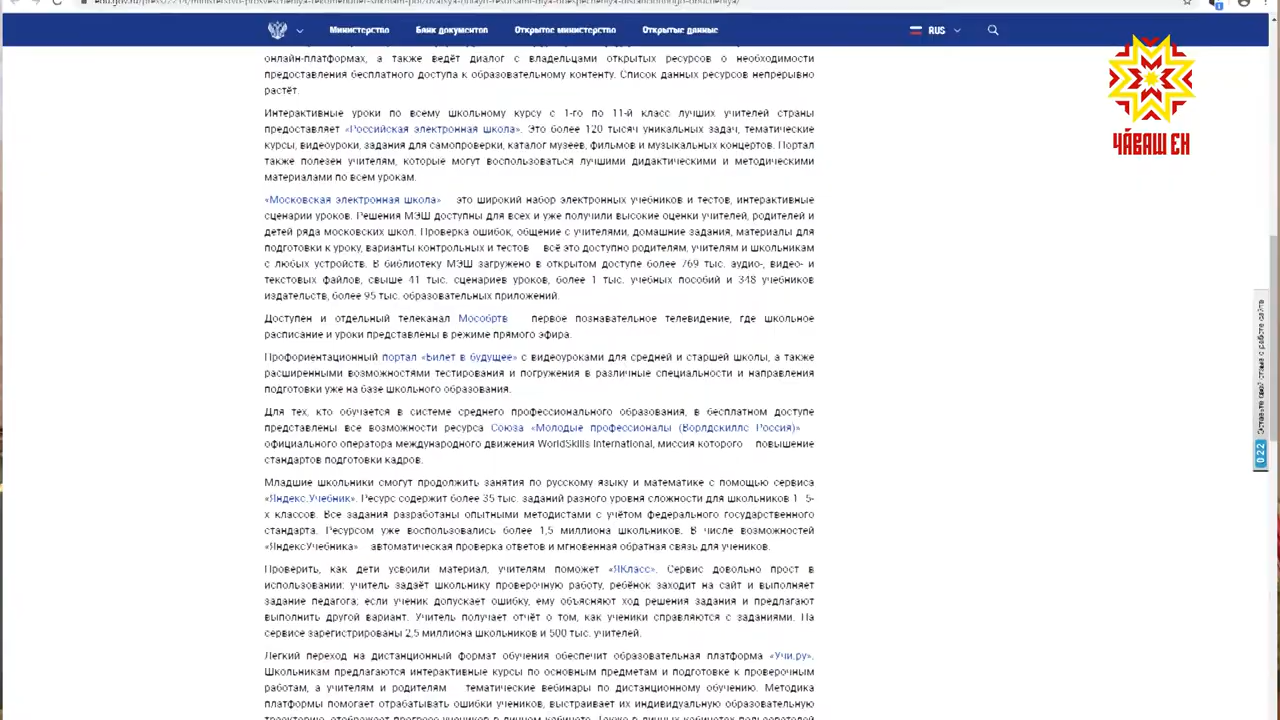 Министерство Банк документов Открытое министерство Открытые данные RUS
онлайн-платформах, а также ведёт диалог с владельцами открытых ресурсов о необходимости
предоставления бесплатного доступа к образовательному контенту. Список данных ресурсов непрерывно
растёт.
Интерактивные уроки по всему школьному курсу с 1-го по 11-й класс лучших учителей страны
предоставляет «Российская электронная школа». Это более 120 тысяч уникальных задач, тематические
курсы, видеоуроки, задания для самопроверки, каталог музеев, фильмов и музыкальных концертов. Портал
также полезен учителям, которые могут воспользоваться лучшими дидактическими и методическими
материалами по всем урокам.
«Московская электронная школа» это широкий набор электронных учебников и тестов, интерактивные
сценарии уроков. Решения МЭШ доступны для всех и уже получили высокие оценки учителей, родителей и
детей ряда московских школ. Проверка ошибок, общение с учителями, домашние задания, материалы для
подготовки к уроку, варианты контрольных и тестов всё это доступно родителям, учителям и школьникам
с любых устройств. В библиотеку МЭШ загружено в открытом доступе более 769 тыс. аудио-, видео- и
текстовых файлов, свыше 41 тыс. сценариев уроков, более 1 тыс. учебных пособий и 348 учебников
издательств, более 95 тыс. образовательных приложений.
Доступен и отдельный телеканал Мособртв первое познавательное телевидение, где школьное
расписание и уроки представлены в режиме прямого эфира.
Профориентационный портал «Билет в будущее» с видеоуроками для средней и старшей школы, а также
расширенными возможностями тестирования и погружения в различные специальности и направления
подготовки уже на базе школьного образования.
Для тех, кто обучается в системе среднего профессионального образования, в бесплатном доступе
представлены все возможности ресурса Союза «Молодые профессионалы (Ворлдскиллс Россия)»
официального оператора международного движения WorldSkills International, миссия которого повышение
стандартов подготовки кадров.
Младшие школьники смогут продолжить занятия по русскому языку и математике с помощью сервиса
«Яндекс.Учебник». Ресурс содержит более 35 тыс. заданий разного уровня сложности для школьников 1 5-
х классов. Все задания разработаны опытными методистами с учётом федерального государственного
стандарта. Ресурсом уже воспользовались более 1,5 миллиона школьников. В числе возможностей
«ЯндексУчебника» автоматическая проверка ответов и мгновенная обратная связь для учеников.
Проверить, как дети усвоили материал, учителям поможет «ЯКласс». Сервис довольно прост в
использовании: учитель задаёт школьнику проверочную работу, ребёнок заходит на сайт и выполняет
задание педагога; если ученик допускает ошибку, ему объясняют ход решения задания и предлагают
выполнить другой вариант. Учитель получает отчёт о том, как ученики справляются с заданиями. На
сервисе зарегистрированы 2,5 миллиона школьников и 500 тыс. учителей.
Легкий переход на дистанционный формат обучения обеспечит образовательная платформа «Учи.ру».
Школьникам предлагаются интерактивные курсы по основным предметам и подготовке к проверочным
работам, а учителям и родителям тематические вебинары по дистанционному обучению. Методика
платформы помогает отрабатывать ошибки учеников, выстраивает их индивидуальную образовательную
ЧӐВАШ ЕН
Оставьте свой отзыв о работе сайта
0:22